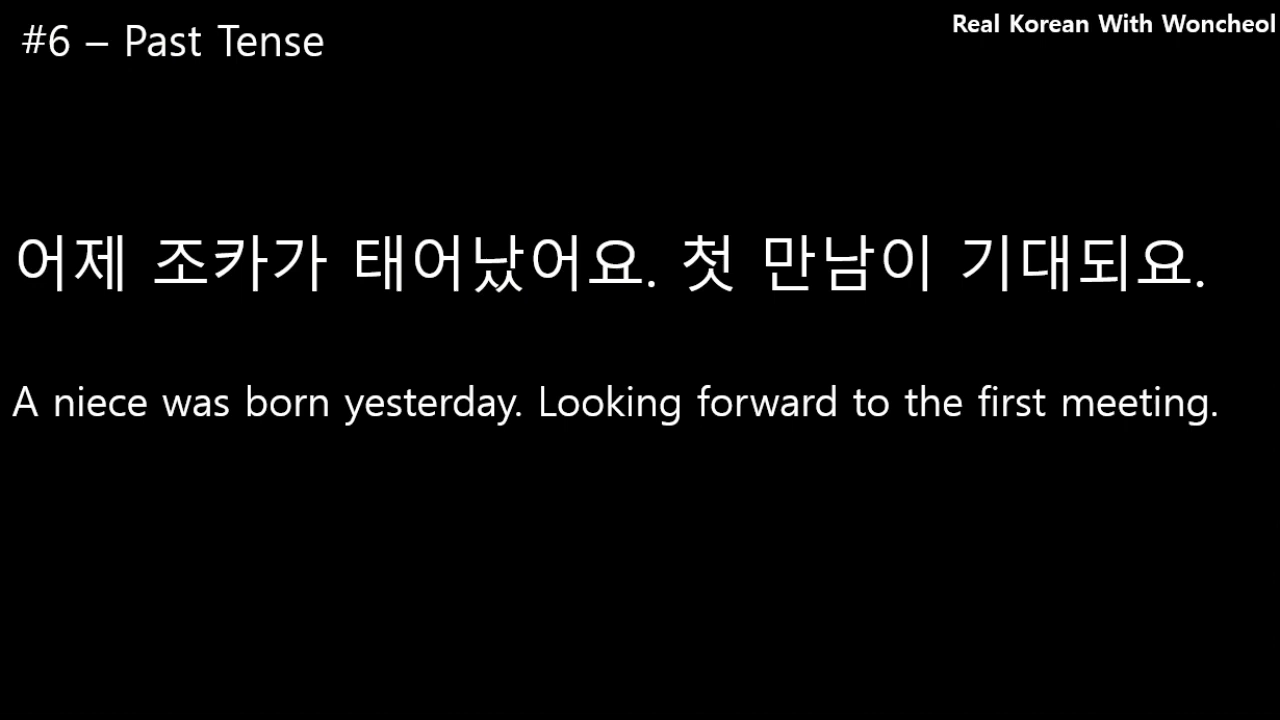 #6 – Past Tense
Real Korean With Woncheol
어제 조카가 태어났어요. 첫 만남이 기대되요.
A niece was born yesterday. Looking forward to the first meeting.